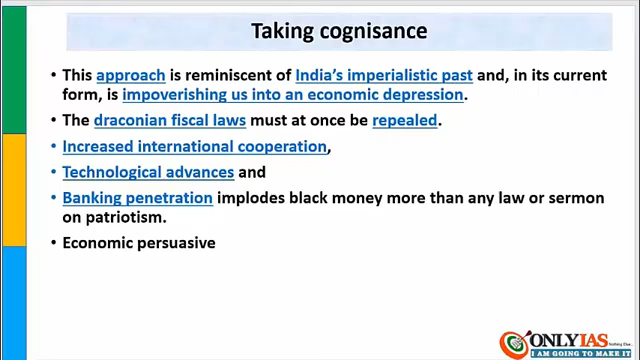 Taking cognisance
• This approach is reminiscent of India's imperialistic past and, in its current
form, is impoverishing us into an economic depression.
• The draconian fiscal laws must at once be repealed.
• Increased international cooperation,
• Technological advances and
• Banking penetration implodes black money more than any law or sermon
on patriotism.
• Economic persuasive
ONLYIAS
Nothing Else..
I AM GOING TO MAKE IT